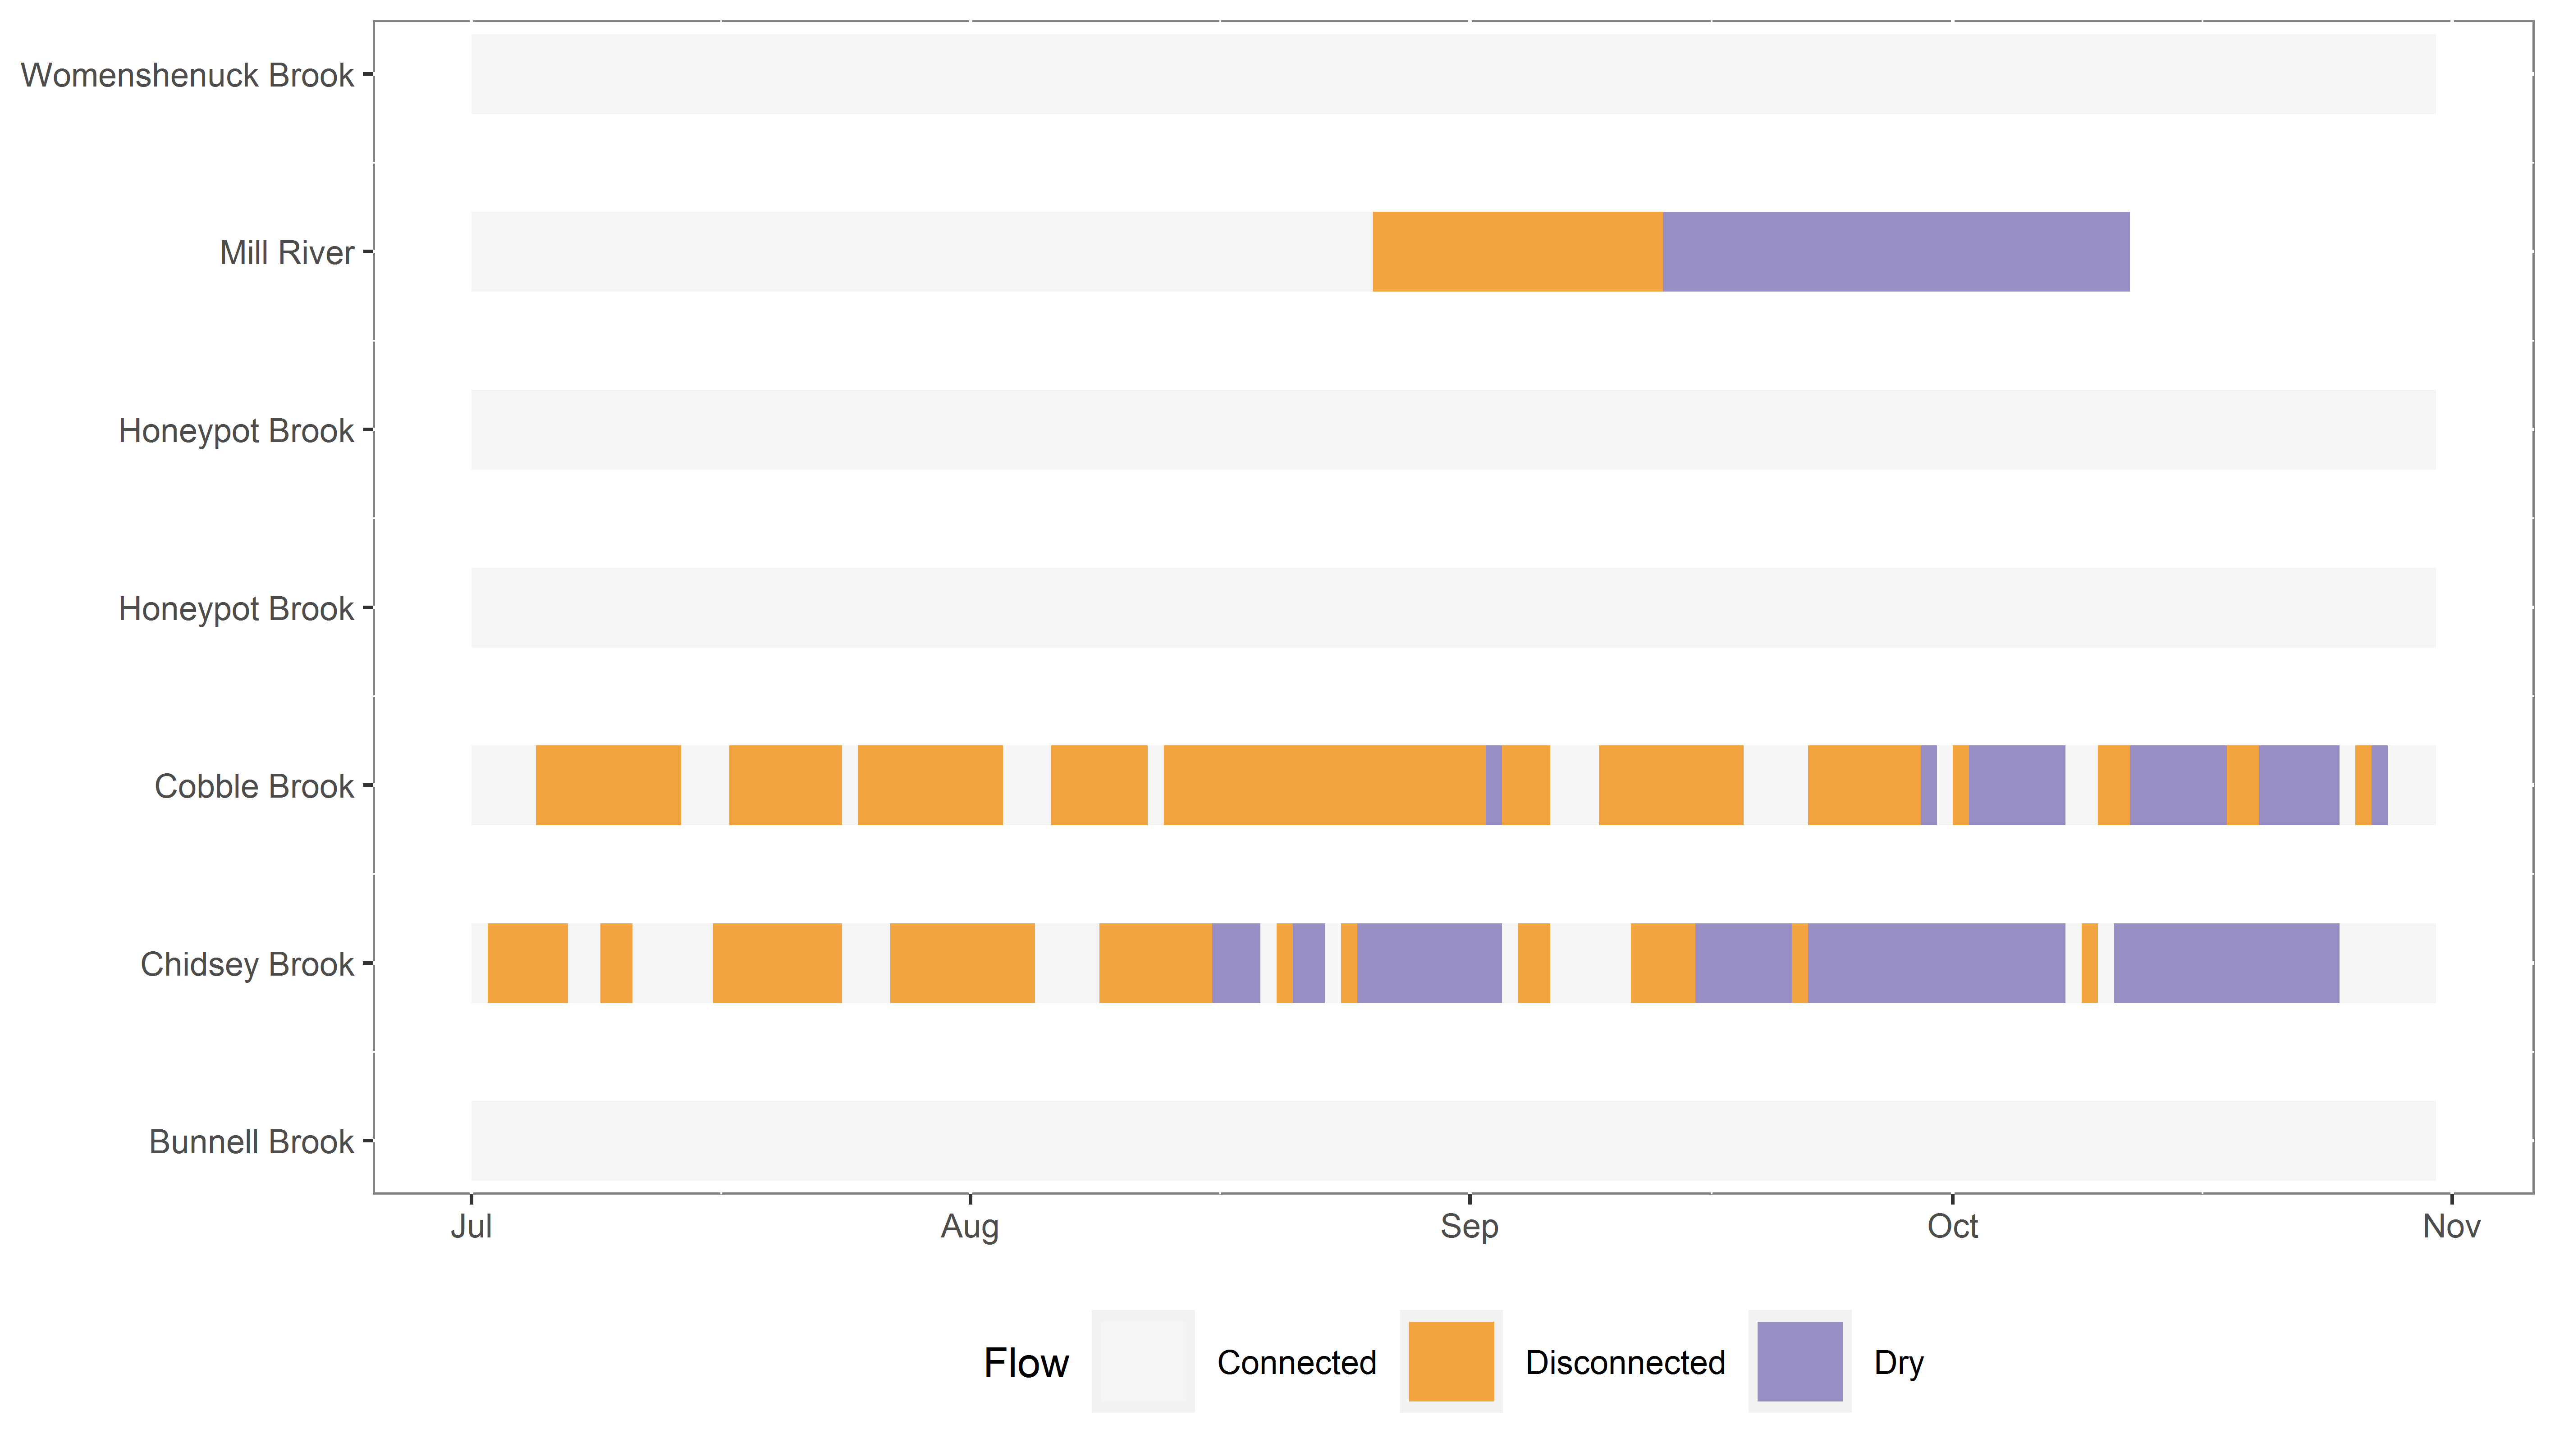 Womenshenuck Brook
Mill River
Honeypot Brook
Honeypot Brook
Cobble Brook
Chidsey Brook
Bunnell Brook
Jul Aug Sep Oct Nov
Flow Connected Disconnected Dry